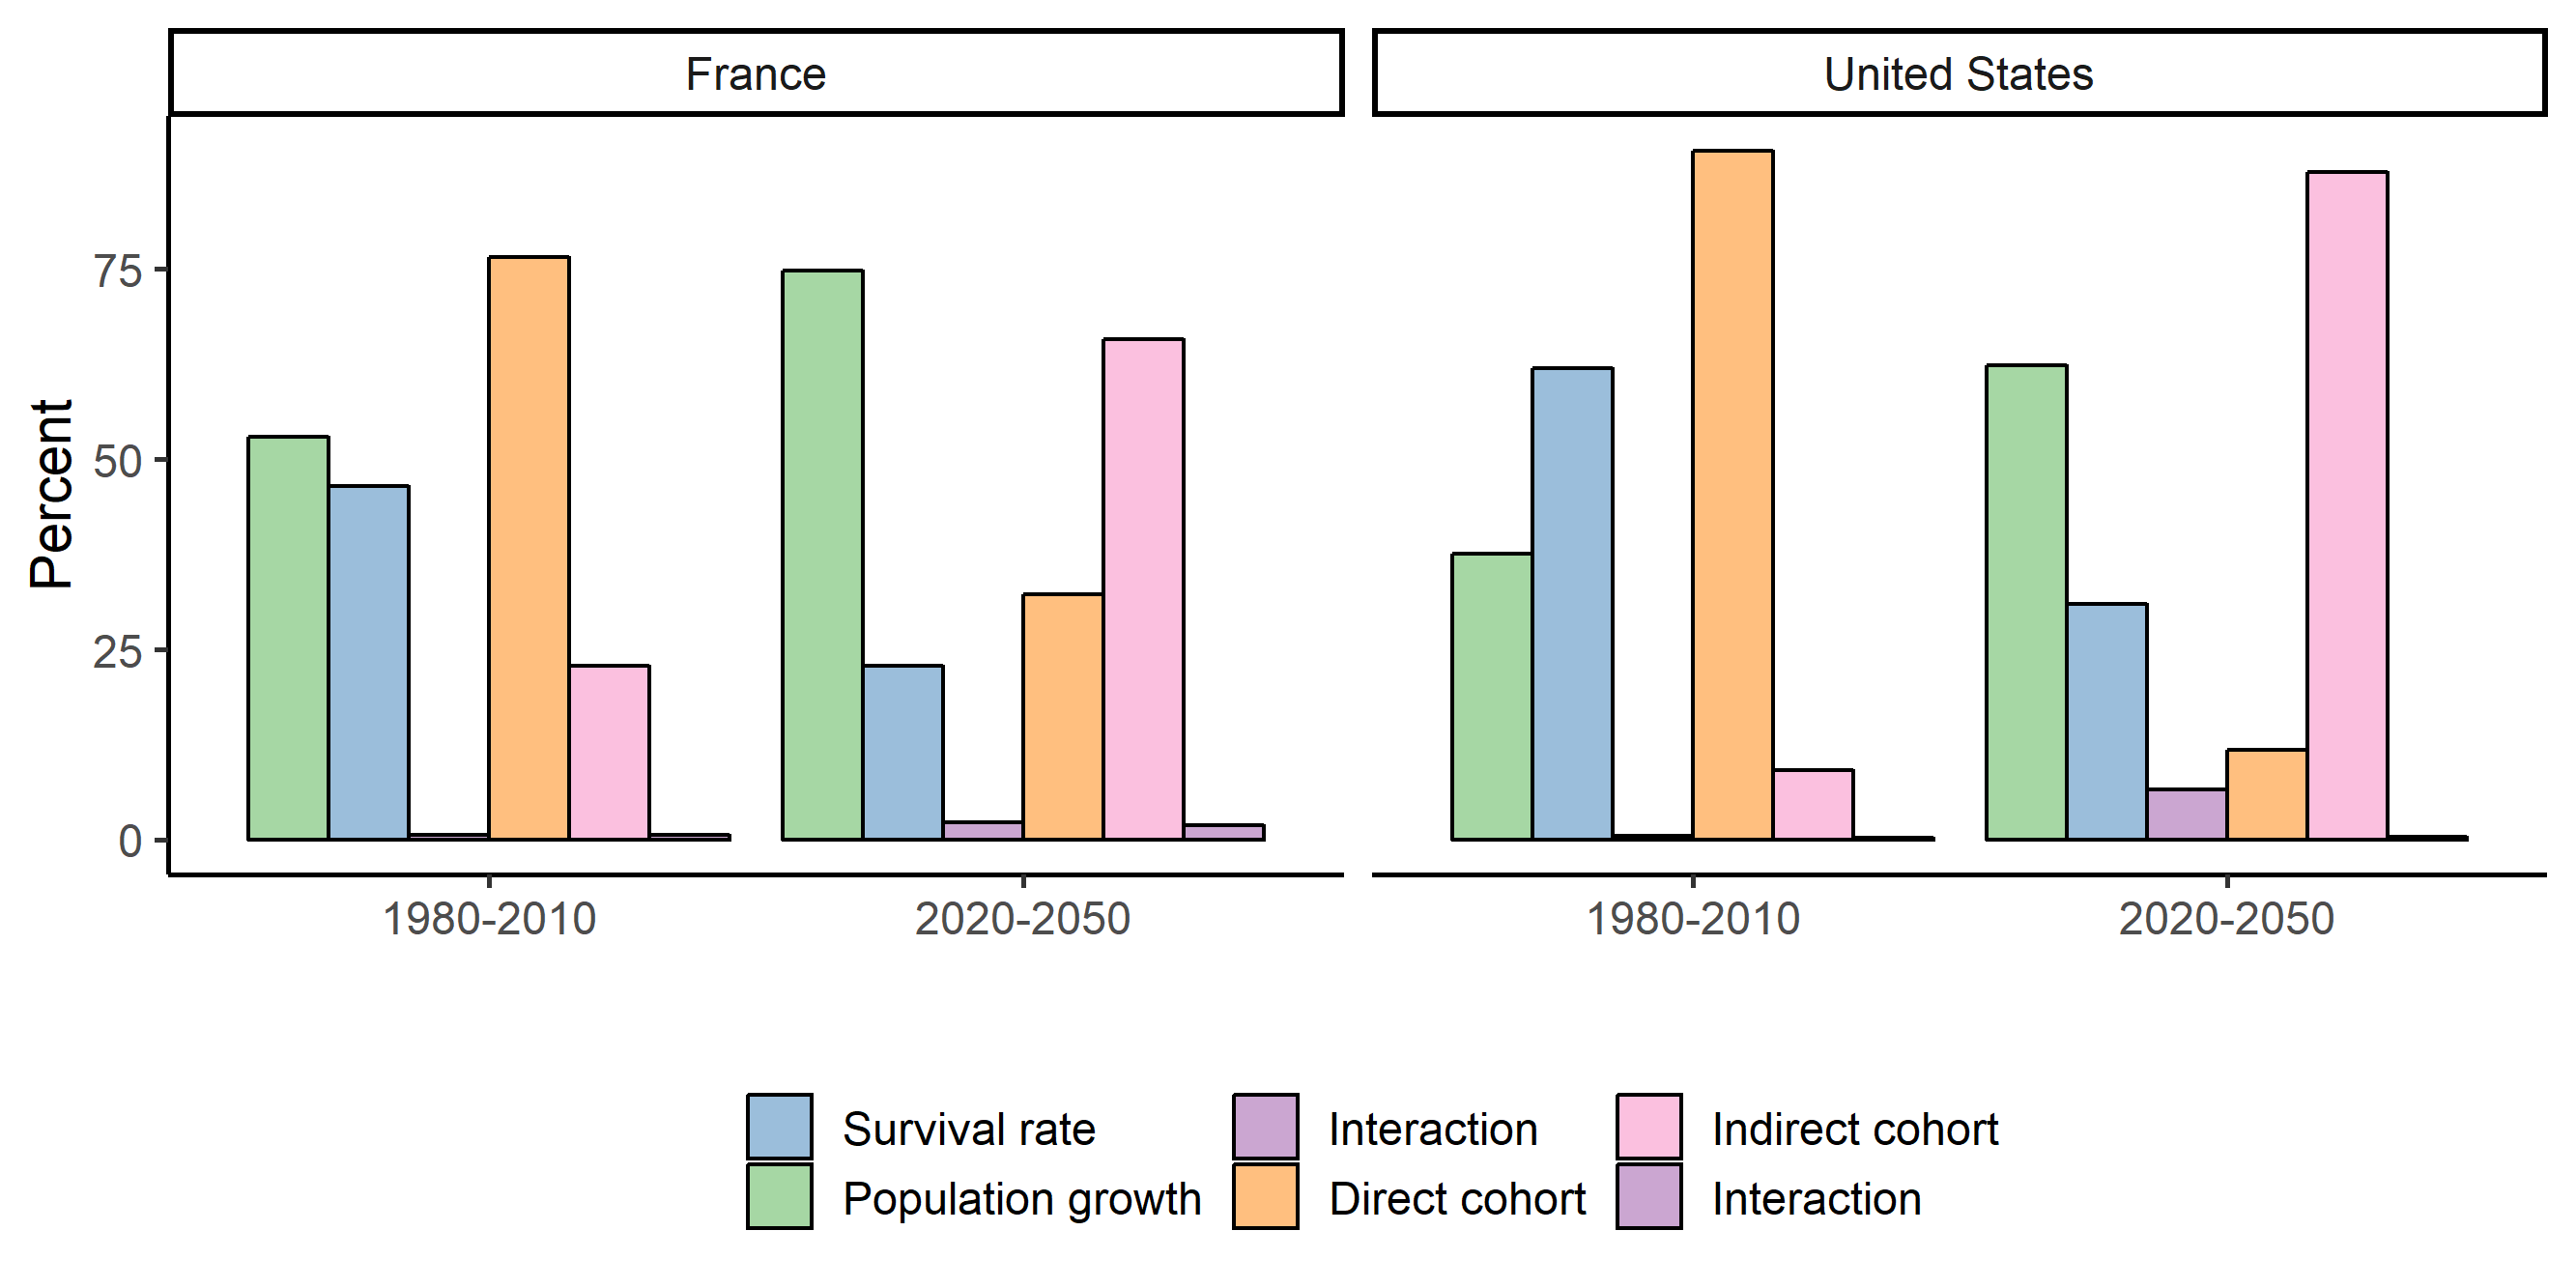 France
United States
Percent
75
50
25
0
1980-2010
2020-2050
1980-2010
2020-2050
Survival rate
Interaction
Indirect cohort
Population growth
Direct cohort
Interaction